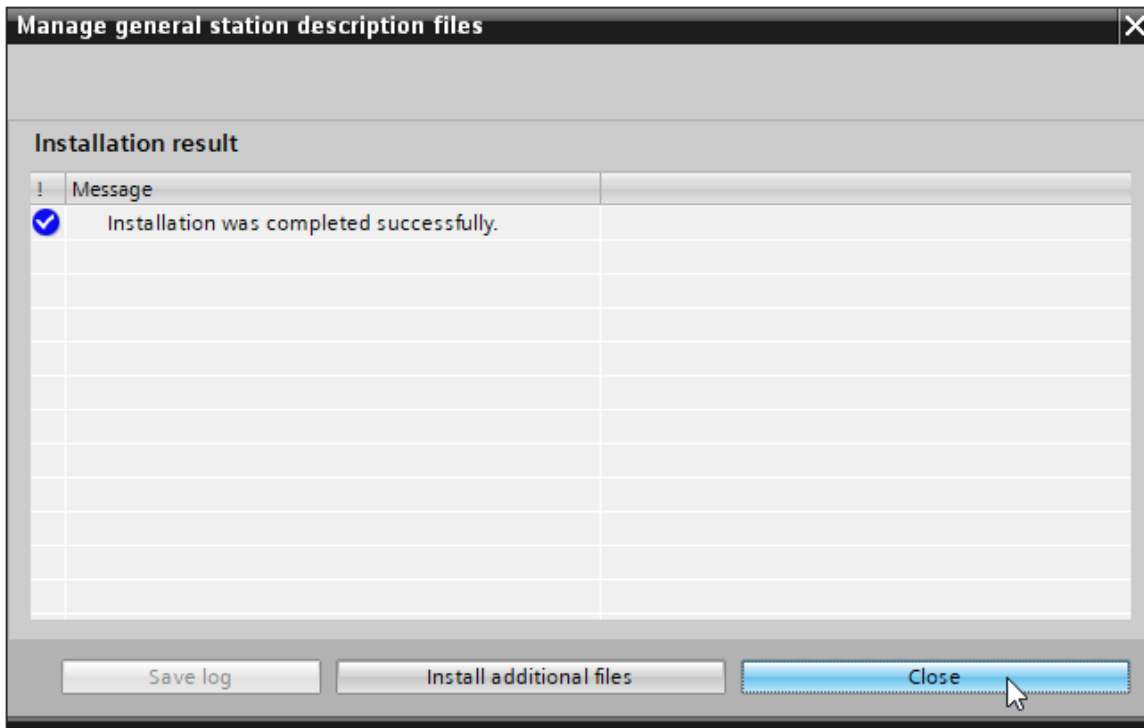 Manage general station description files
Installation result
! Message
Installation was completed successfully.
Save log
Install additional files
Close